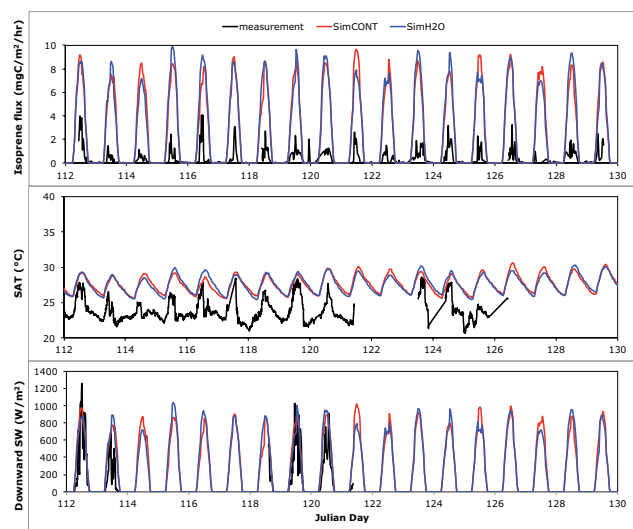 measurement SimCONT SimH2O
Isoprene flux (mgC/m²/hr)
10
8
6
4
2
0
112 114 116 118 120 122 124 126 128 130
SAT (°C)
40
35
30
25
20
112 114 116 118 120 122 124 126 128 130
Downward SW (W/m²)
1400
1200
1000
800
600
400
200
0
112 114 116 118 120 122 124 126 128 130
Julian Day